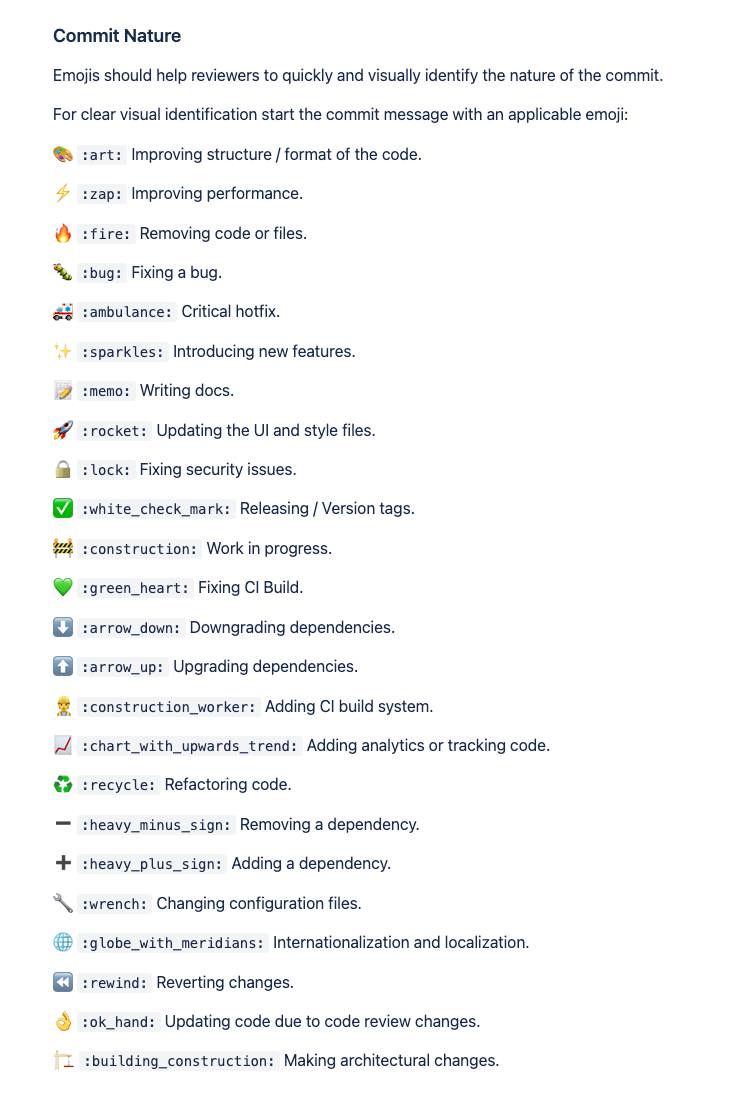 Commit Nature
Emojis should help reviewers to quickly and visually identify the nature of the commit.
For clear visual identification start the commit message with an applicable emoji:
🎨 :art: Improving structure / format of the code.
⚡ :zap: Improving performance.
🔥 :fire: Removing code or files.
🐛 :bug: Fixing a bug.
🚑 :ambulance: Critical hotfix.
✨ :sparkles: Introducing new features.
📝 :memo: Writing docs.
🚀 :rocket: Updating the UI and style files.
🔒 :lock: Fixing security issues.
✅ :white_check_mark: Releasing / Version tags.
🚧 :construction: Work in progress.
💚 :green_heart: Fixing CI Build.
⬇️ :arrow_down: Downgrading dependencies.
⬆️ :arrow_up: Upgrading dependencies.
👷 :construction_worker: Adding CI build system.
📈 :chart_with_upwards_trend: Adding analytics or tracking code.
♻️ :recycle: Refactoring code.
➖ :heavy_minus_sign: Removing a dependency.
➕ :heavy_plus_sign: Adding a dependency.
🔧 :wrench: Changing configuration files.
🌐 :globe_with_meridians: Internationalization and localization.
⏪ :rewind: Reverting changes.
👌 :ok_hand: Updating code due to code review changes.
🏗️ :building_construction: Making architectural changes.